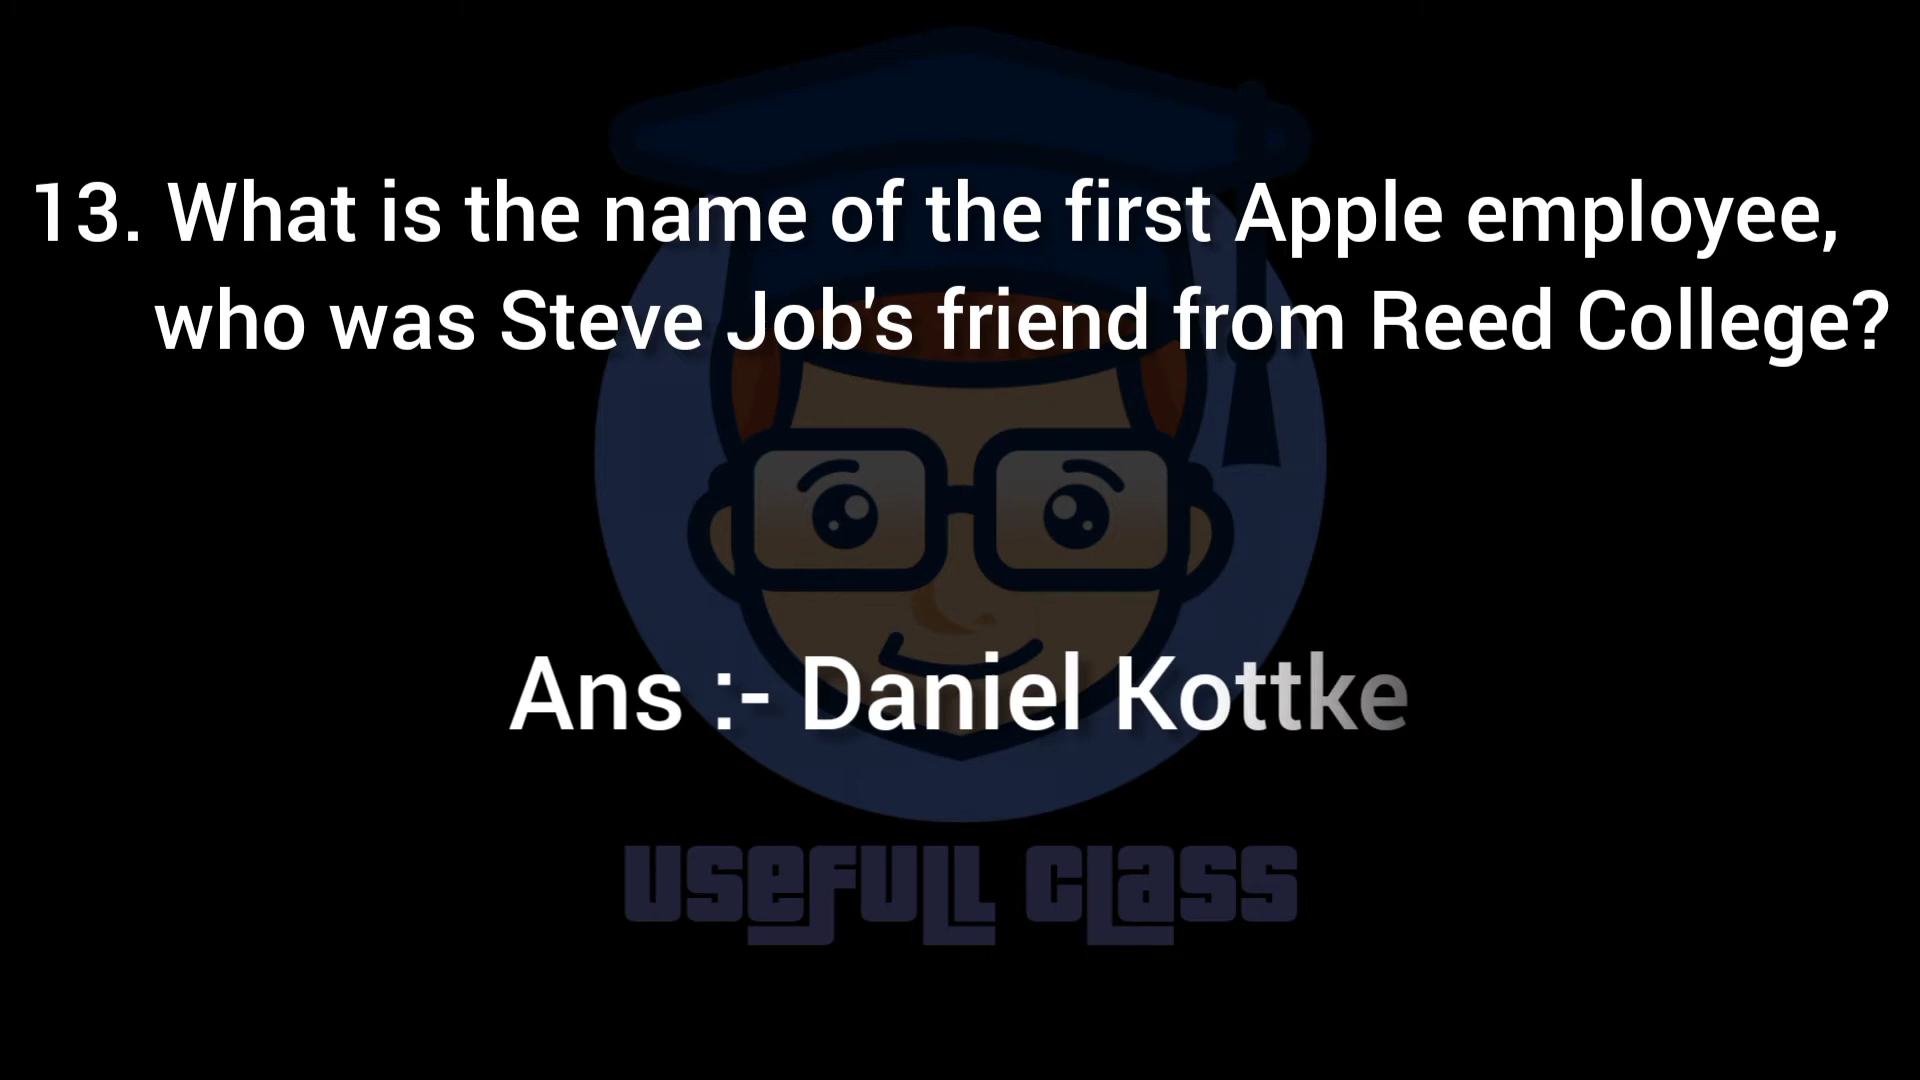 13. What is the name of the first Apple employee,
who was Steve Job's friend from Reed College?
Ans :- Daniel Kottke
USEFULL CLASS